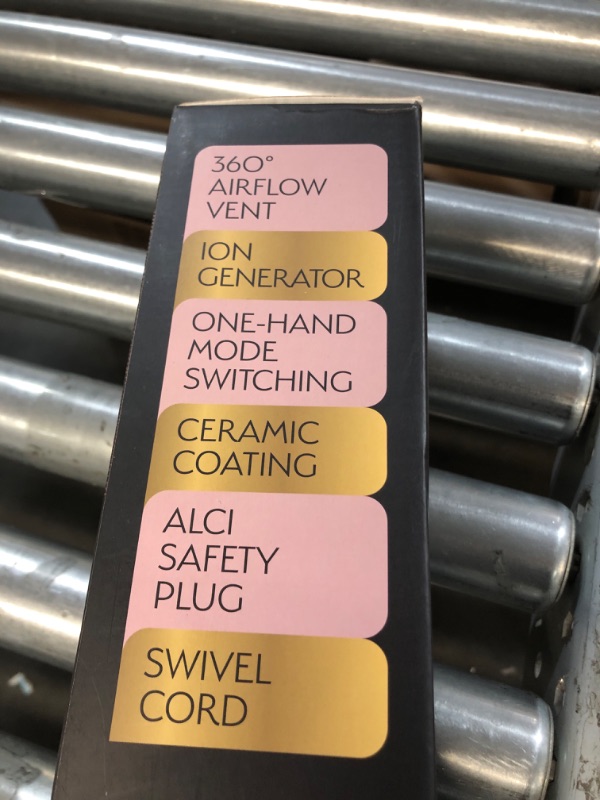 360°
AIRFLOW
VENT
ION
GENERATOR
ONE-HAND
MODE
SWITCHING
CERAMIC
COATING
ALCI
SAFETY
PLUG
SWIVEL
CORD